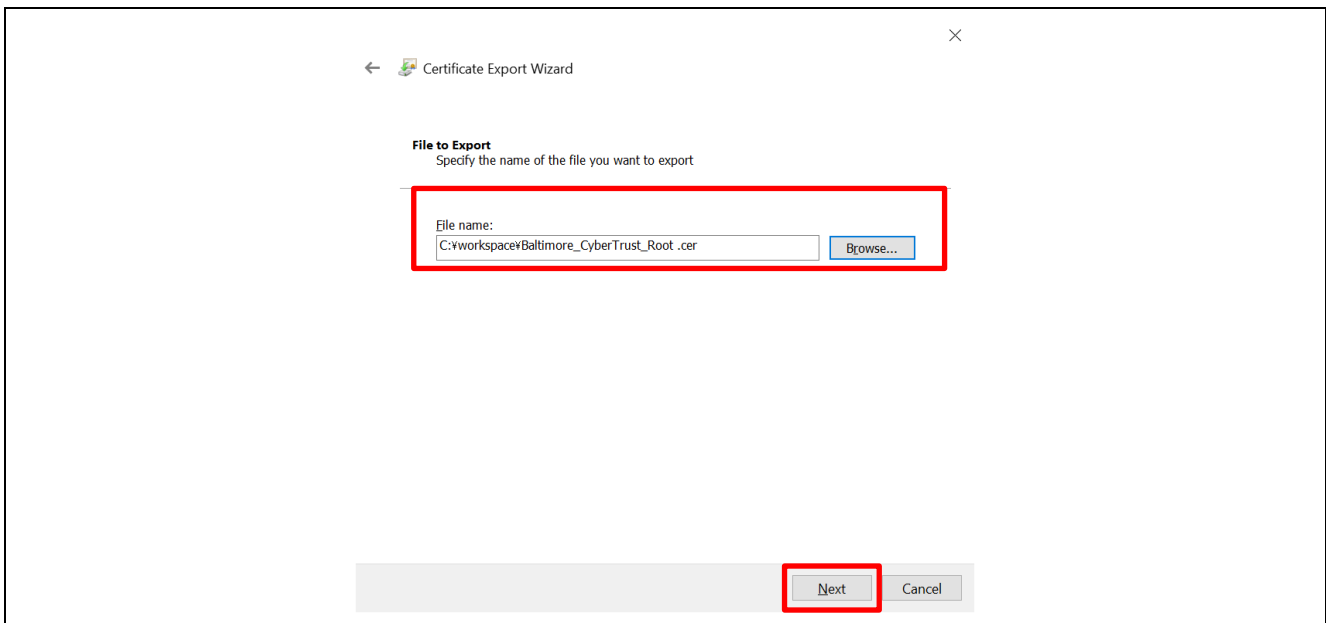 Certificate Export Wizard
File to Export
Specify the name of the file you want to export
File name:
C:¥workspace¥Baltimore_CyberTrust_Root .cer
Browse...
Next
Cancel